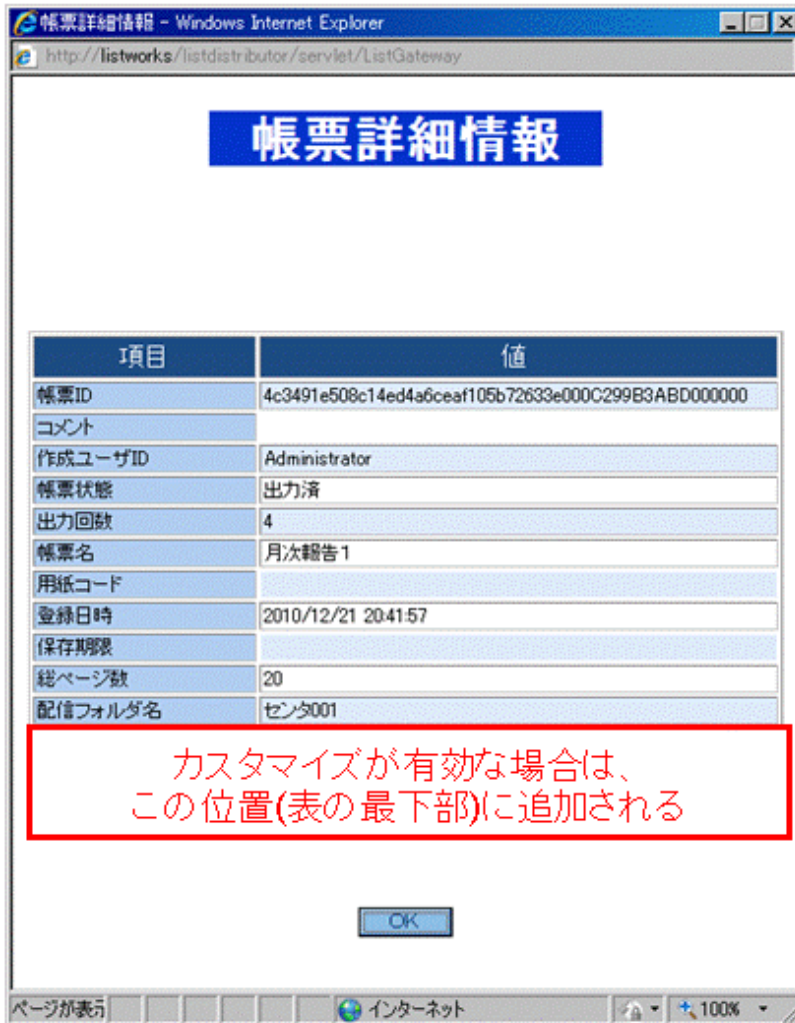 帳票詳細情報 - Windows Internet Explorer
http://listworks/listdistributor/servlet/ListGateway
帳票詳細情報
項目 値
帳票ID 4c3491e508c14ed4a6ceaf105b72633e000C299B3ABD000000
コメント
作成ユーザID Administrator
帳票状態 出力済
出力回数 4
帳票名 月次報告1
用紙コード
登録日時 2010/12/21 20:41:57
保存期限
総ページ数 20
配信フォルダ名 センタ001
カスタマイズが有効な場合は、
この位置(表の最下部)に追加される
OK
ページが表示 インターネット 100%